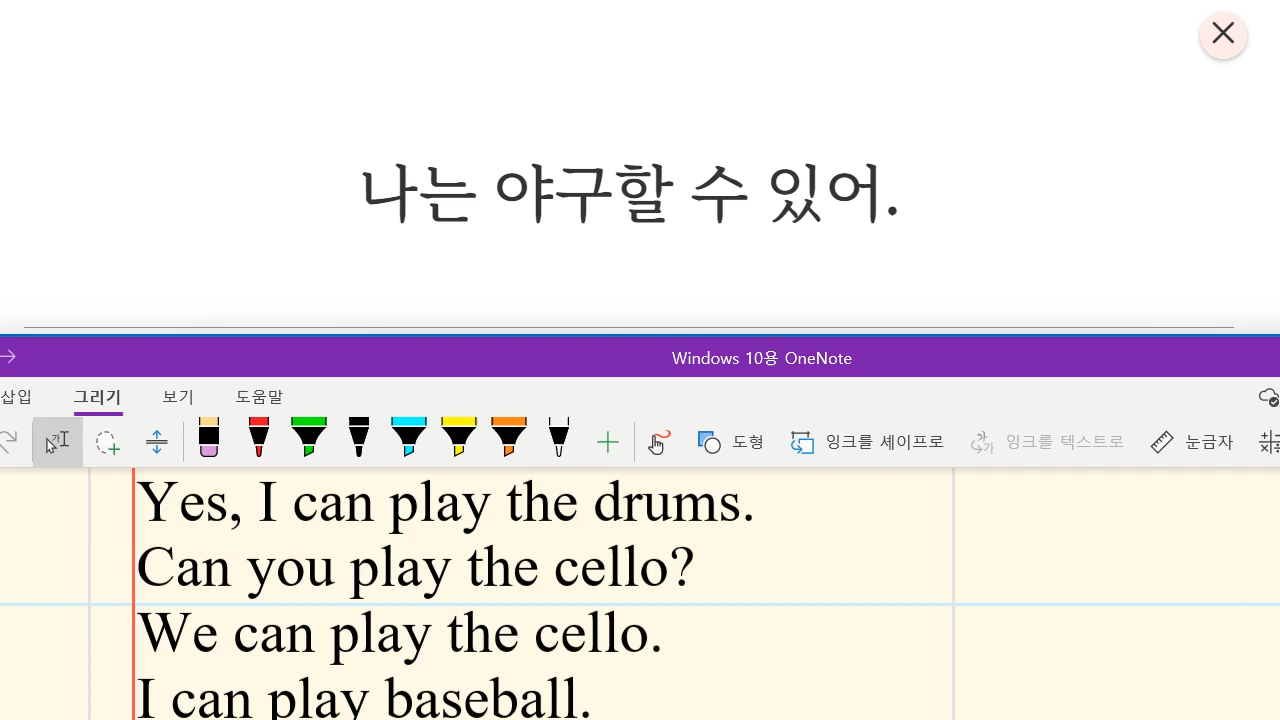 나는 야구할 수 있어.
Windows 10용 OneNote
삽입 그리기 보기 도움말
도형 잉크를 셰이프로 잉크를 텍스트로 눈금자
Yes, I can play the drums.
Can you play the cello?
We can play the cello.
I can play baseball.